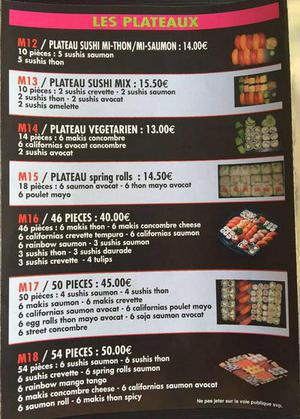 LES PLATEAUX
M12 / PLATEAU SUSHI MI-THON/MI-SAUMON : 14.00€
10 pièces : 5 sushis saumon
5 sushis thon
M13 / PLATEAU SUSHI MIX : 15.50€
10 pièces : 2 sushis crevette - 2 sushis saumon
2 sushis thon - 2 sushis avocat
2 sushis omelette
M14 / PLATEAU VEGETARIEN : 13.00€
14 pièces : 6 makis concombre
6 californias avocat concombre
2 sushis avocat
M15 / PLATEAU spring rolls : 14.50€
18 pièces : 6 saumon avocat - 6 thon mayo avocat
6 poulet mayo
M16 / 46 PIECES : 40.00€
46 pièces : 6 makis thon - 6 makis concombre cheese
6 californias crevette tempura - 6 californias saumon
6 rainbow saumon - 3 sushis saumon
3 sushis thon - 3 sushis daurade
3 sushis crevette - 4 tulips
M17 / 50 PIECES : 45.00€
50 pièces : 4 sushis saumon - 4 sushis thon
6 makis saumon - 6 makis crevette
6 californias saumon avocat - 6 californias poulet mayo
6 egg rolls thon mayo avocat - 6 soja saumon avocat
6 street concombre
M18 / 54 PIECES : 50.00€
54 pièces : 6 sushis saumon - 6 sushis thon
6 sushis crevette - 6 spring rolls saumon
6 rainbow mango tango
6 makis concombre cheese - 6 californias saumon avocat
6 saumon roll - 6 makis thon spicy
Ne pas jeter sur la voie publique svp.